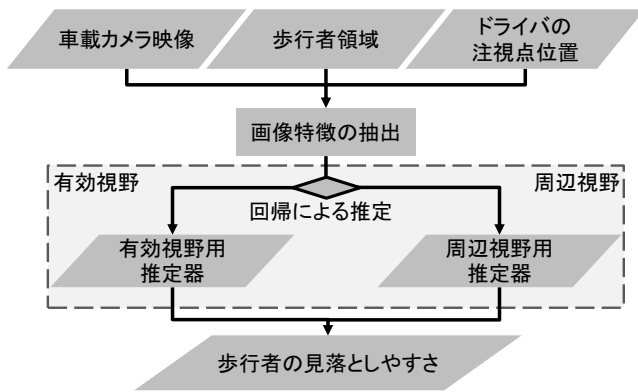 車載カメラ映像
歩行者領域
ドライバの
注視点位置
画像特徴の抽出
有効視野
周辺視野
回帰による推定
有効視野用
推定器
周辺視野用
推定器
歩行者の見落としやすさ